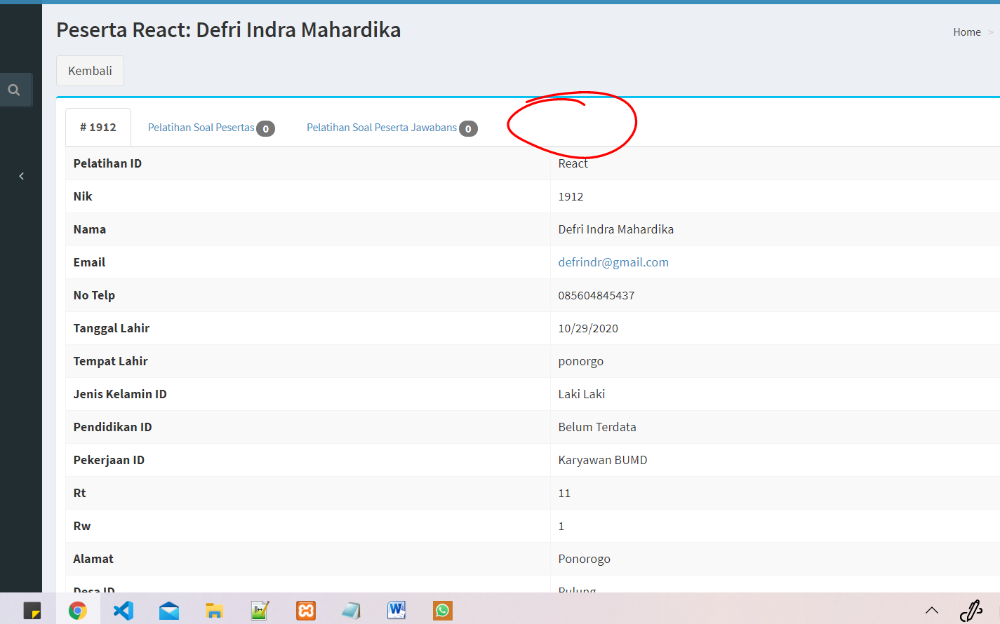 Peserta React: Defri Indra Mahardika
Home >
Kembali
# 1912 Pelatihan Soal Pesertas 0 Pelatihan Soal Peserta Jawabans 0
Pelatihan ID React
Nik 1912
Nama Defri Indra Mahardika
Email defrindr@gmail.com
No Telp 085604845437
Tanggal Lahir 10/29/2020
Tempat Lahir ponorgo
Jenis Kelamin ID Laki Laki
Pendidikan ID Belum Terdata
Pekerjaan ID Karyawan BUMD
Rt 11
Rw 1
Alamat Ponorogo
Desa ID Pulung